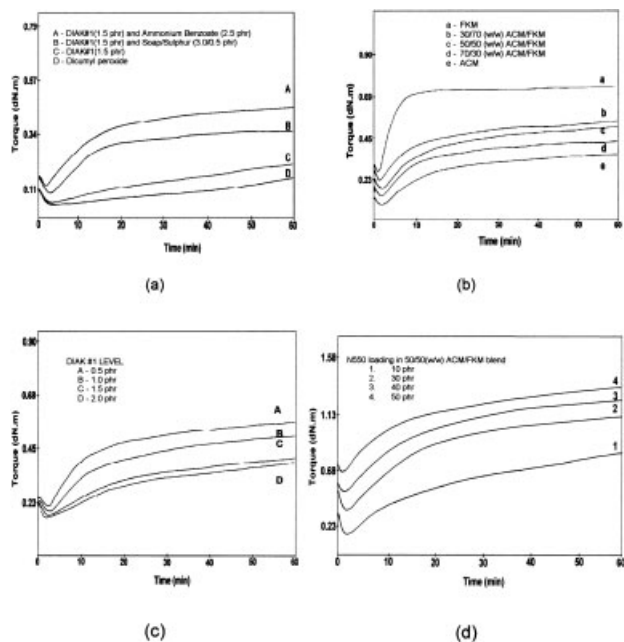 0.79
A - DIAK#1(1.5 phr) and Ammonium Benzoate (2.5 phr)
B - DIAK#1(1.5 phr) and Soap/Sulphur (3.0/0.5 phr)
C - DIAK#1(1.5 phr)
D - Dicumyl peroxide
0.57
0.34
0.11
Torque (dN.m)
A
B
C
D
0 10 20 30 40 50 60
Time (min)
(a)
a - FKM
b - 30/70 (w/w) ACM/FKM
c - 50/50 (w/w) ACM/FKM
d - 70/30 (w/w) ACM/FKM
e - ACM
0.90
0.68
0.45
0.23
Torque (dN.m)
a
b
c
d
e
0 10 20 30 40 50 60
Time (min)
(b)
0.90
DIAK #1 LEVEL
A - 0.5 phr
B - 1.0 phr
C - 1.5 phr
D - 2.0 phr
0.68
0.45
0.23
Torque (dN.m)
A
B
C
D
0 10 20 30 40 50 60
Time (min)
(c)
1.58
N550 loading in 50/50(w/w) ACM/FKM blend
1. 10 phr
2. 30 phr
3. 40 phr
4. 50 phr
1.13
0.68
0.23
Torque (dN.m)
4
3
2
1
0 10 20 30 40 50 60
Time (min)
(d)